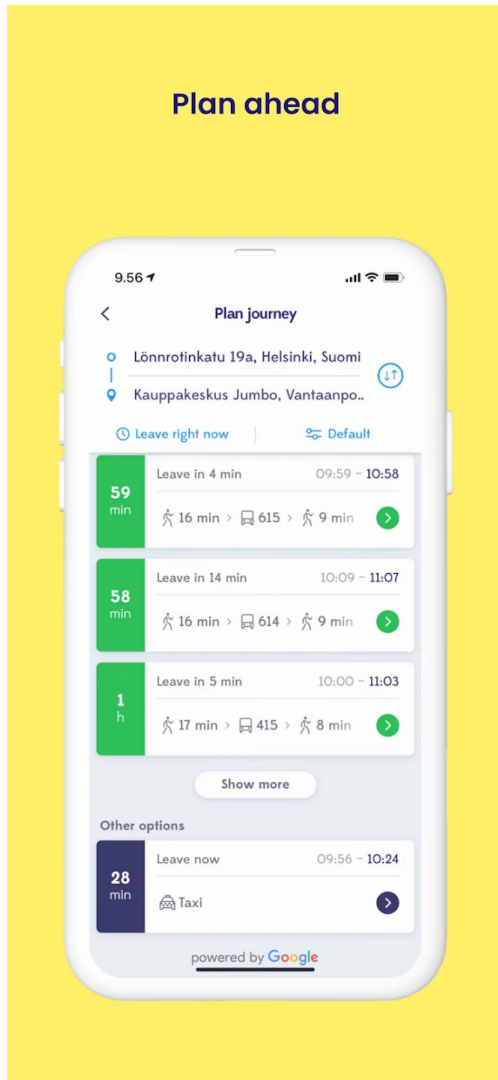 Plan ahead
9.56
Plan journey
Lönnrotinkatu 19a, Helsinki, Suomi
Kauppakeskus Jumbo, Vantaanpo..
Leave right now Default
59 min Leave in 4 min 09:59 – 10:58
16 min > 615 > 9 min
58 min Leave in 14 min 10:09 – 11:07
16 min > 614 > 9 min
1 h Leave in 5 min 10:00 – 11:03
17 min > 415 > 8 min
Show more
Other options
28 min Leave now 09:56 – 10:24
Taxi
powered by Google